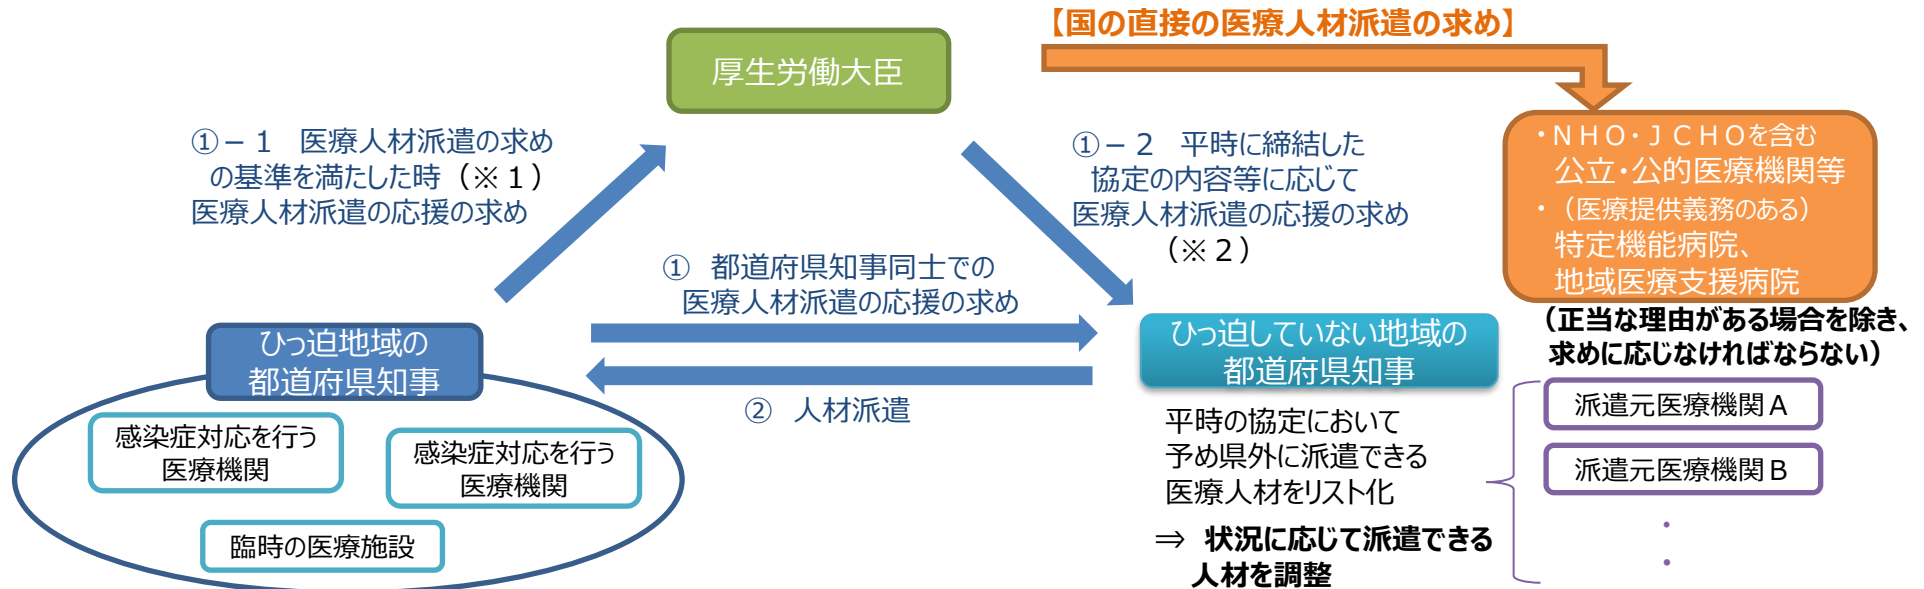 【国の直接の医療人材派遣の求め】
厚生労働大臣
①－１　医療人材派遣の求め
の基準を満たした時（※１）
医療人材派遣の応援の求め
①－２　平時に締結した
協定の内容等に応じて
医療人材派遣の応援の求め
（※２）
・ＮＨＯ・ＪＣＨＯを含む
公立・公的医療機関等
・（医療提供義務のある）
特定機能病院、
地域医療支援病院
（正当な理由がある場合を除き、
求めに応じなければならない）
①　都道府県知事同士での
医療人材派遣の応援の求め
ひっ迫地域の
都道府県知事
ひっ迫していない地域の
都道府県知事
②　人材派遣
感染症対応を行う
医療機関
感染症対応を行う
医療機関
臨時の医療施設
平時の協定において
予め県外に派遣できる
医療人材をリスト化
⇒　状況に応じて派遣できる
人材を調整
派遣元医療機関Ａ
派遣元医療機関Ｂ
・
・